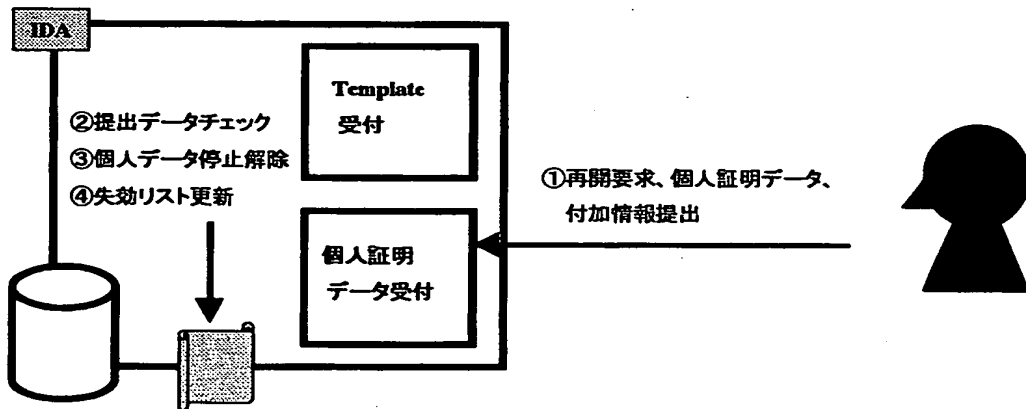 IDA
Template
受付
②提出データチェック
③個人データ停止解除
④失効リスト更新
①再開要求、個人証明データ、
付加情報提出
個人証明
データ受付